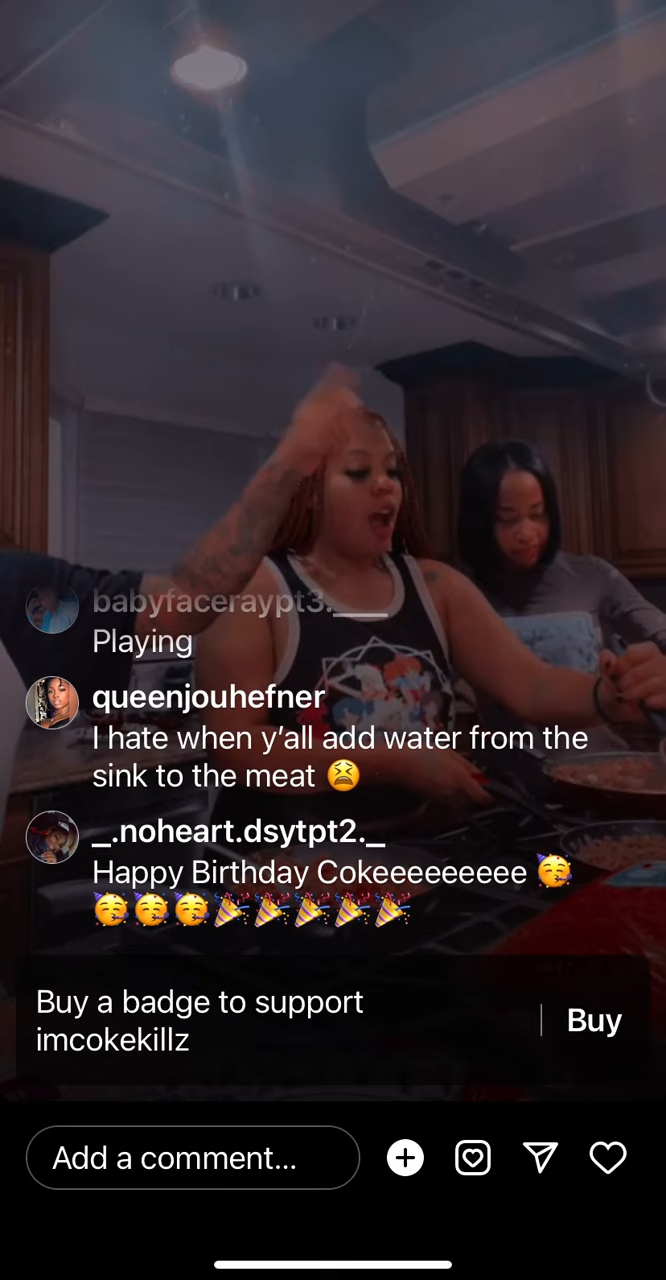 babyfaceraypt3.____
Playing
queenjouhefner
I hate when y’all add water from the
sink to the meat 😫
_.noheart.dsytpt2._
Happy Birthday Cokeeeeeeeee 🥳
🥳🥳🥳🎉🎉🎉🎉🎉
Buy a badge to support
imcokekillz
Buy
Add a comment...